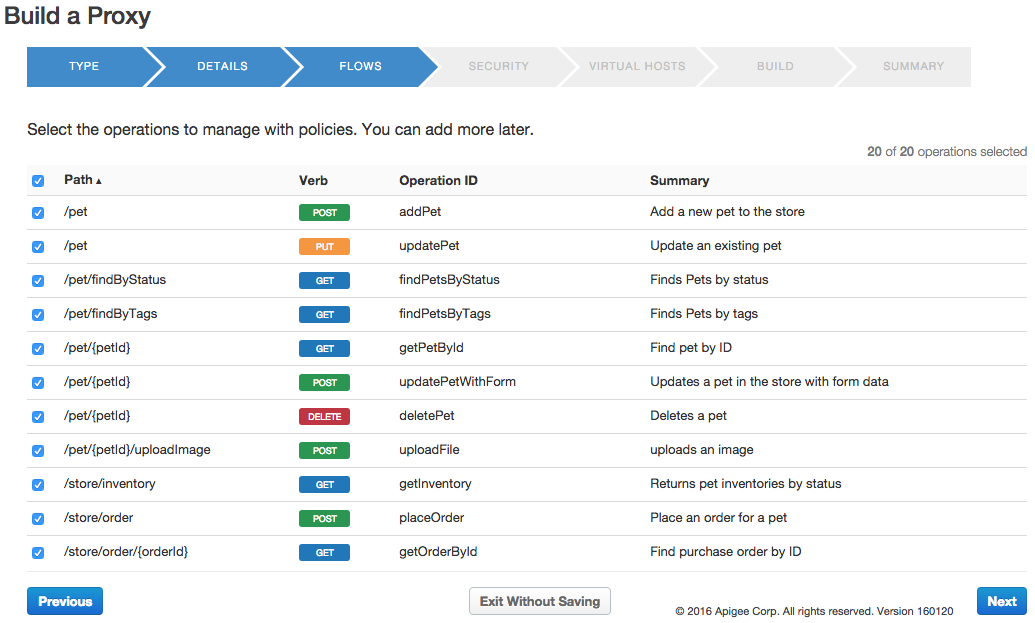 Build a Proxy
TYPE DETAILS FLOWS SECURITY VIRTUAL HOSTS BUILD SUMMARY
Select the operations to manage with policies. You can add more later.
20 of 20 operations selected
Path ▲ Verb Operation ID Summary
/pet POST addPet Add a new pet to the store
/pet PUT updatePet Update an existing pet
/pet/findByStatus GET findPetsByStatus Finds Pets by status
/pet/findByTags GET findPetsByTags Finds Pets by tags
/pet/{petId} GET getPetById Find pet by ID
/pet/{petId} POST updatePetWithForm Updates a pet in the store with form data
/pet/{petId} DELETE deletePet Deletes a pet
/pet/{petId}/uploadImage POST uploadFile uploads an image
/store/inventory GET getInventory Returns pet inventories by status
/store/order POST placeOrder Place an order for a pet
/store/order/{orderId} GET getOrderById Find purchase order by ID
Previous Exit Without Saving © 2016 Apigee Corp. All rights reserved. Version 160120 Next